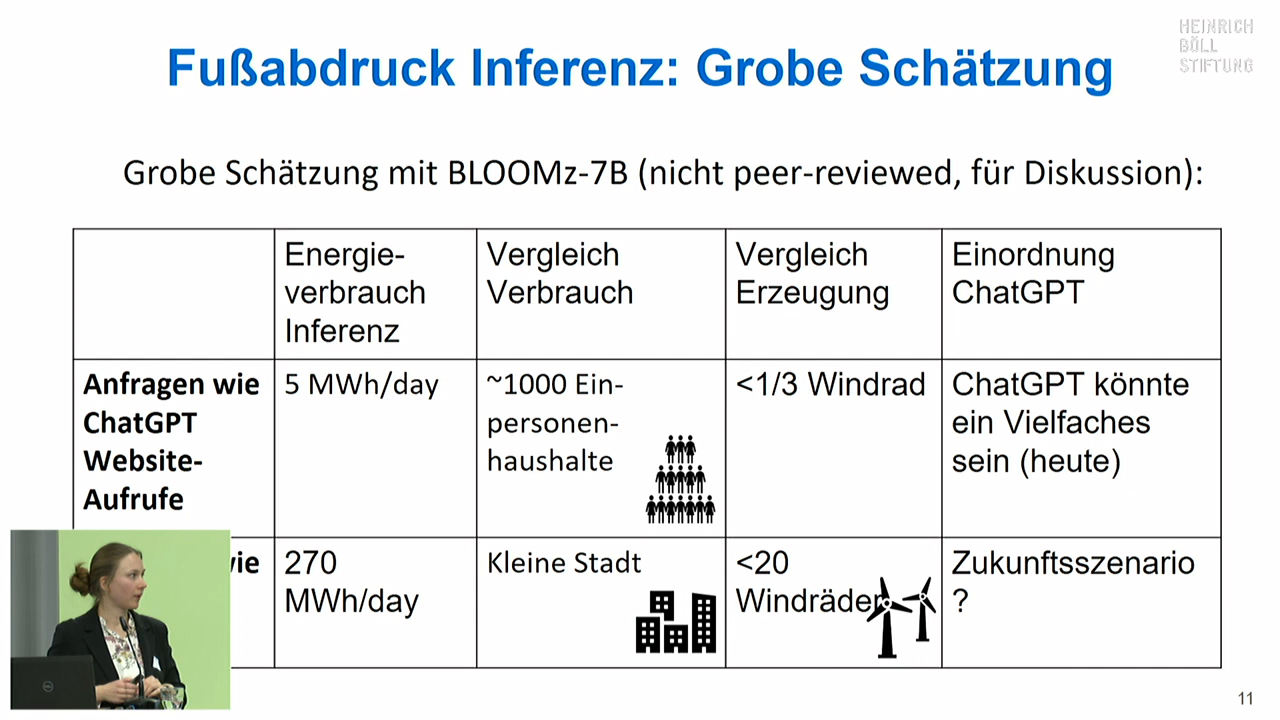 HEINRICH
BÖLL
STIFTUNG
Fußabdruck Inferenz: Grobe Schätzung
Grobe Schätzung mit BLOOMz-7B (nicht peer-reviewed, für Diskussion):
Energie-
verbrauch
Inferenz
Vergleich
Verbrauch
Vergleich
Erzeugung
Einordnung
ChatGPT
Anfragen wie
ChatGPT
Website-
Aufrufe
5 MWh/day
~1000 Ein-
personen-
haushalte
<1/3 Windrad
ChatGPT könnte
ein Vielfaches
sein (heute)
270
MWh/day
Kleine Stadt
<20
Windräder
Zukunftsszenario
?
11